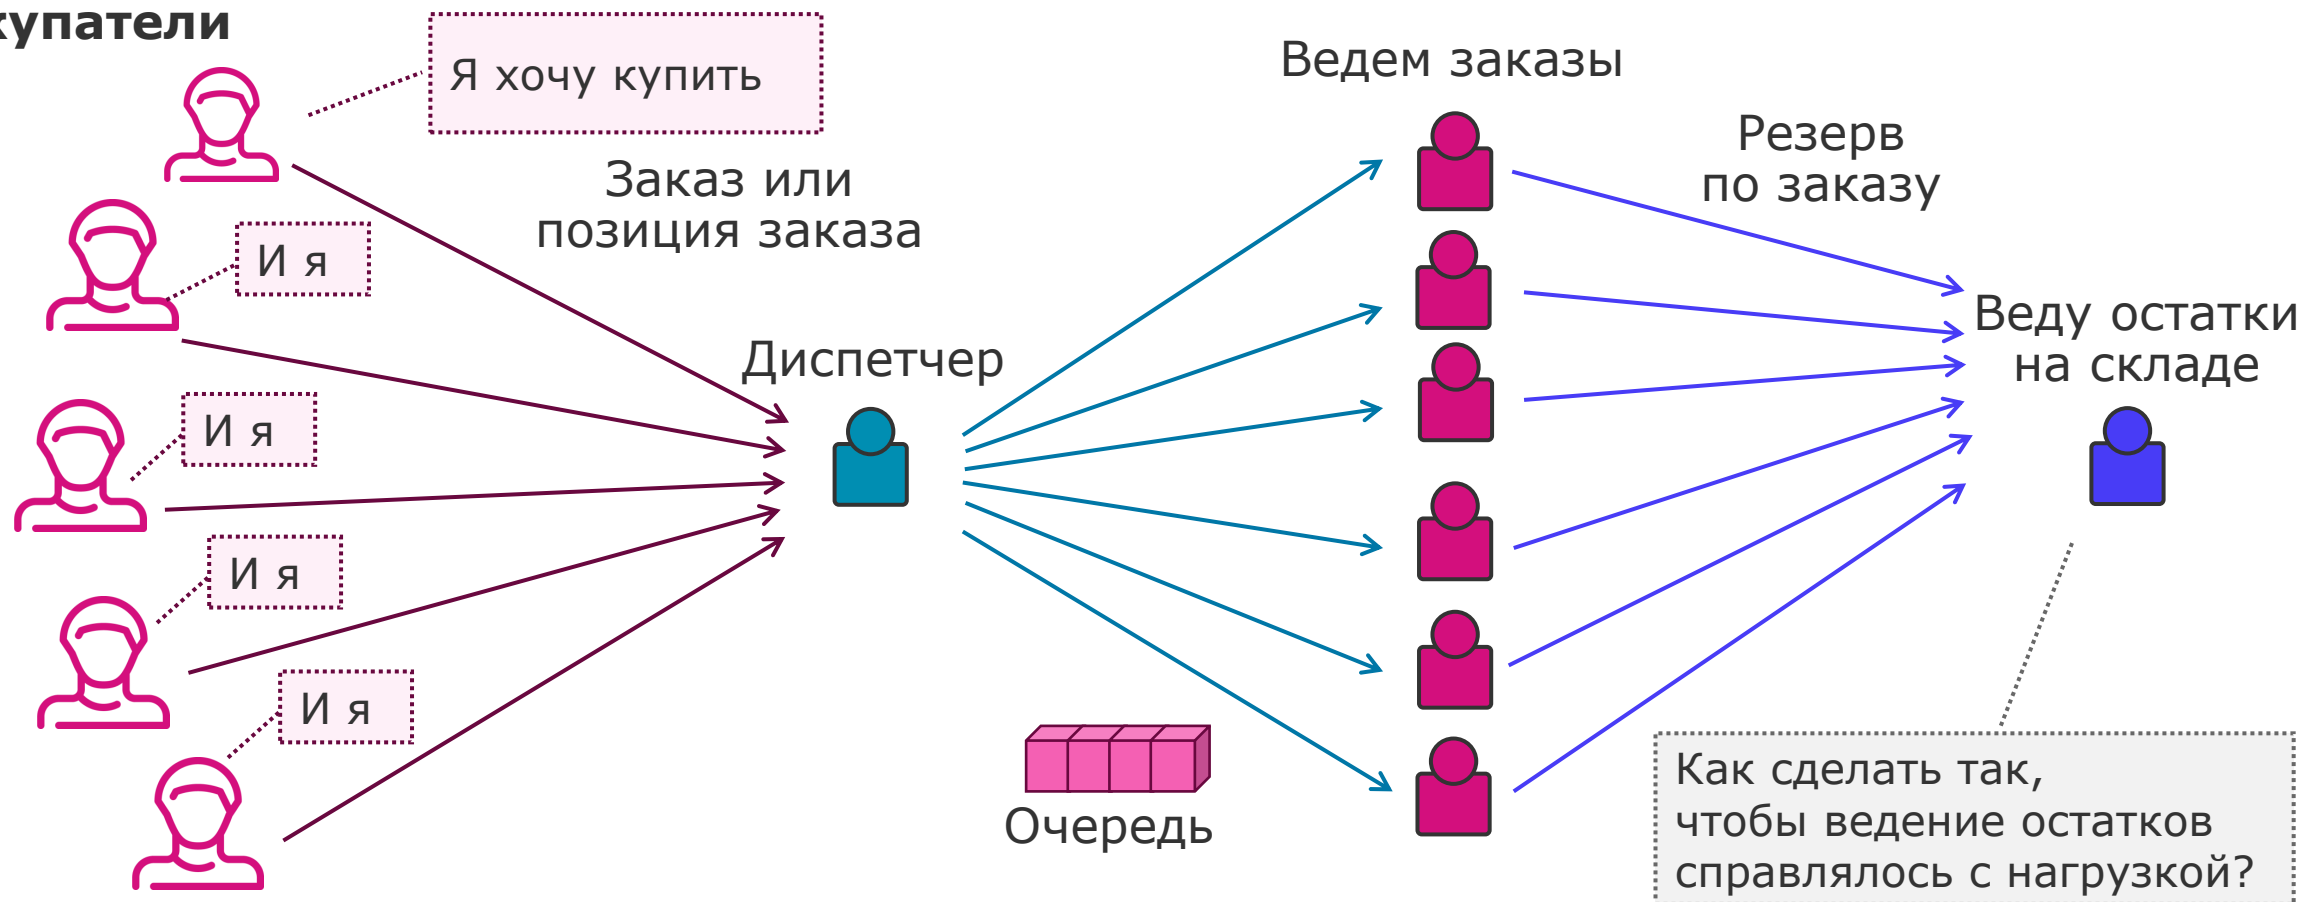 купатели
Я хочу купить
И я
И я
И я
И я
Заказ или
позиция заказа
Диспетчер
Очередь
Ведем заказы
Резерв
по заказу
Веду остатки
на складе
Как сделать так,
чтобы ведение остатков
справлялось с нагрузкой?